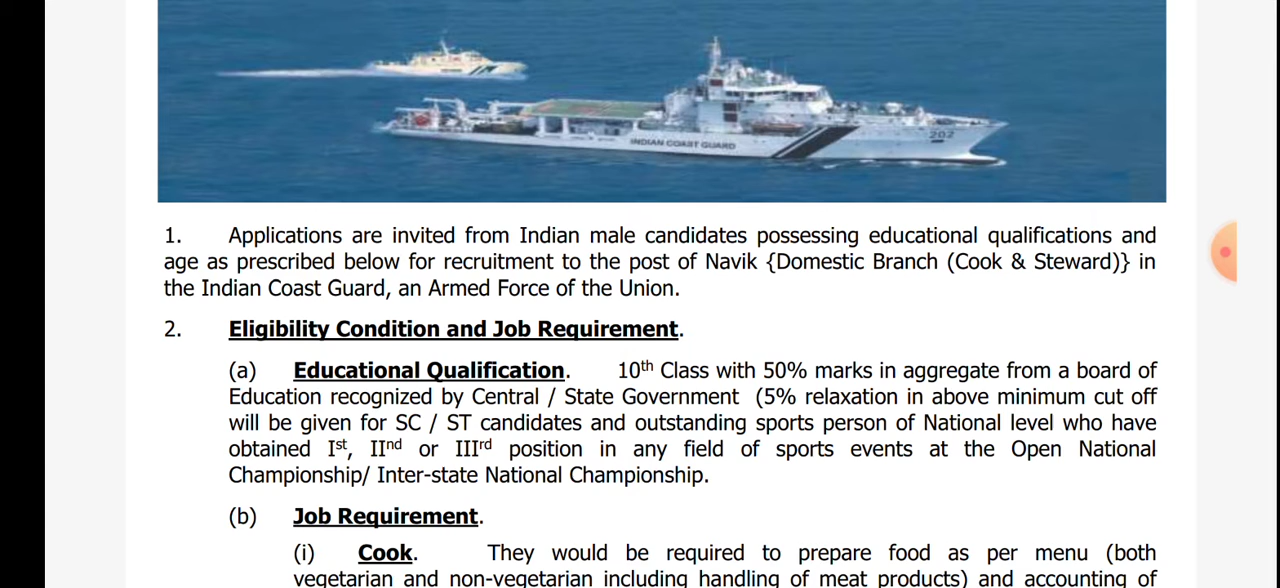 INDIAN COAST GUARD
202
1. Applications are invited from Indian male candidates possessing educational qualifications and
age as prescribed below for recruitment to the post of Navik {Domestic Branch (Cook & Steward)} in
the Indian Coast Guard, an Armed Force of the Union.
2. Eligibility Condition and Job Requirement.
(a) Educational Qualification. 10th Class with 50% marks in aggregate from a board of
Education recognized by Central / State Government (5% relaxation in above minimum cut off
will be given for SC / ST candidates and outstanding sports person of National level who have
obtained Ist, IInd or IIIrd position in any field of sports events at the Open National
Championship/ Inter-state National Championship.
(b) Job Requirement.
(i) Cook. They would be required to prepare food as per menu (both
vegetarian and non-vegetarian including handling of meat products) and accounting of